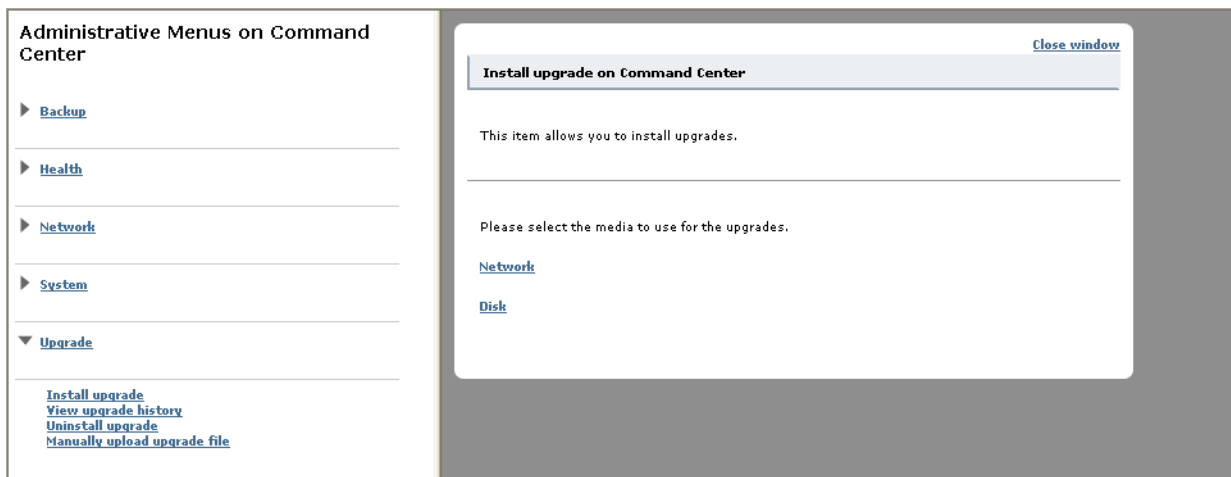 Administrative Menus on Command
Center
Backup
Health
Network
System
Upgrade
Install upgrade
View upgrade history
Uninstall upgrade
Manually upload upgrade file
Close window
Install upgrade on Command Center
This item allows you to install upgrades.
Please select the media to use for the upgrades.
Network
Disk